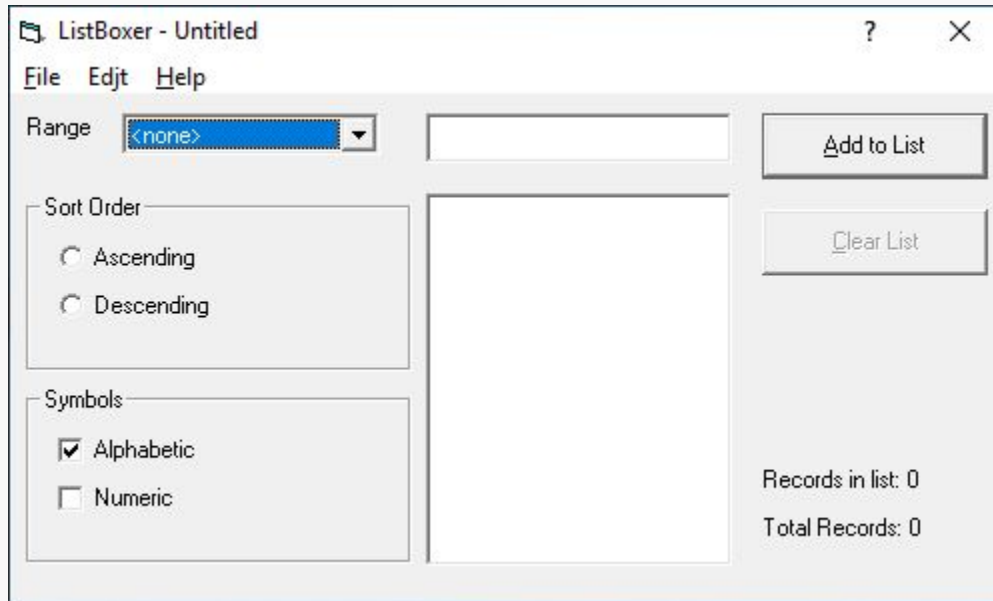 ListBoxer - Untitled ?
File Edjt Help
Range <none> Add to List
Sort Order
Ascending
Descending
Clear List
Symbols
Alphabetic
Numeric
Records in list: 0
Total Records: 0